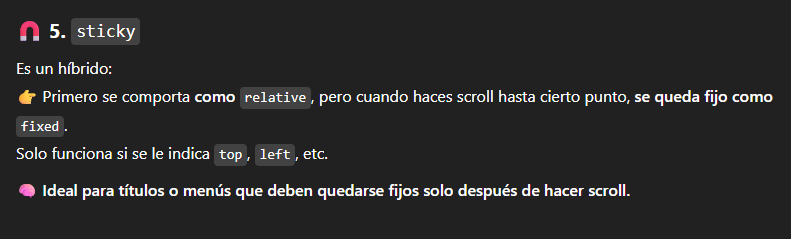 🧲 5. sticky
Es un híbrido:
👉 Primero se comporta como relative, pero cuando haces scroll hasta cierto punto, se queda fijo como
fixed.
Solo funciona si se le indica top, left, etc.
🧠 Ideal para títulos o menús que deben quedarse fijos solo después de hacer scroll.